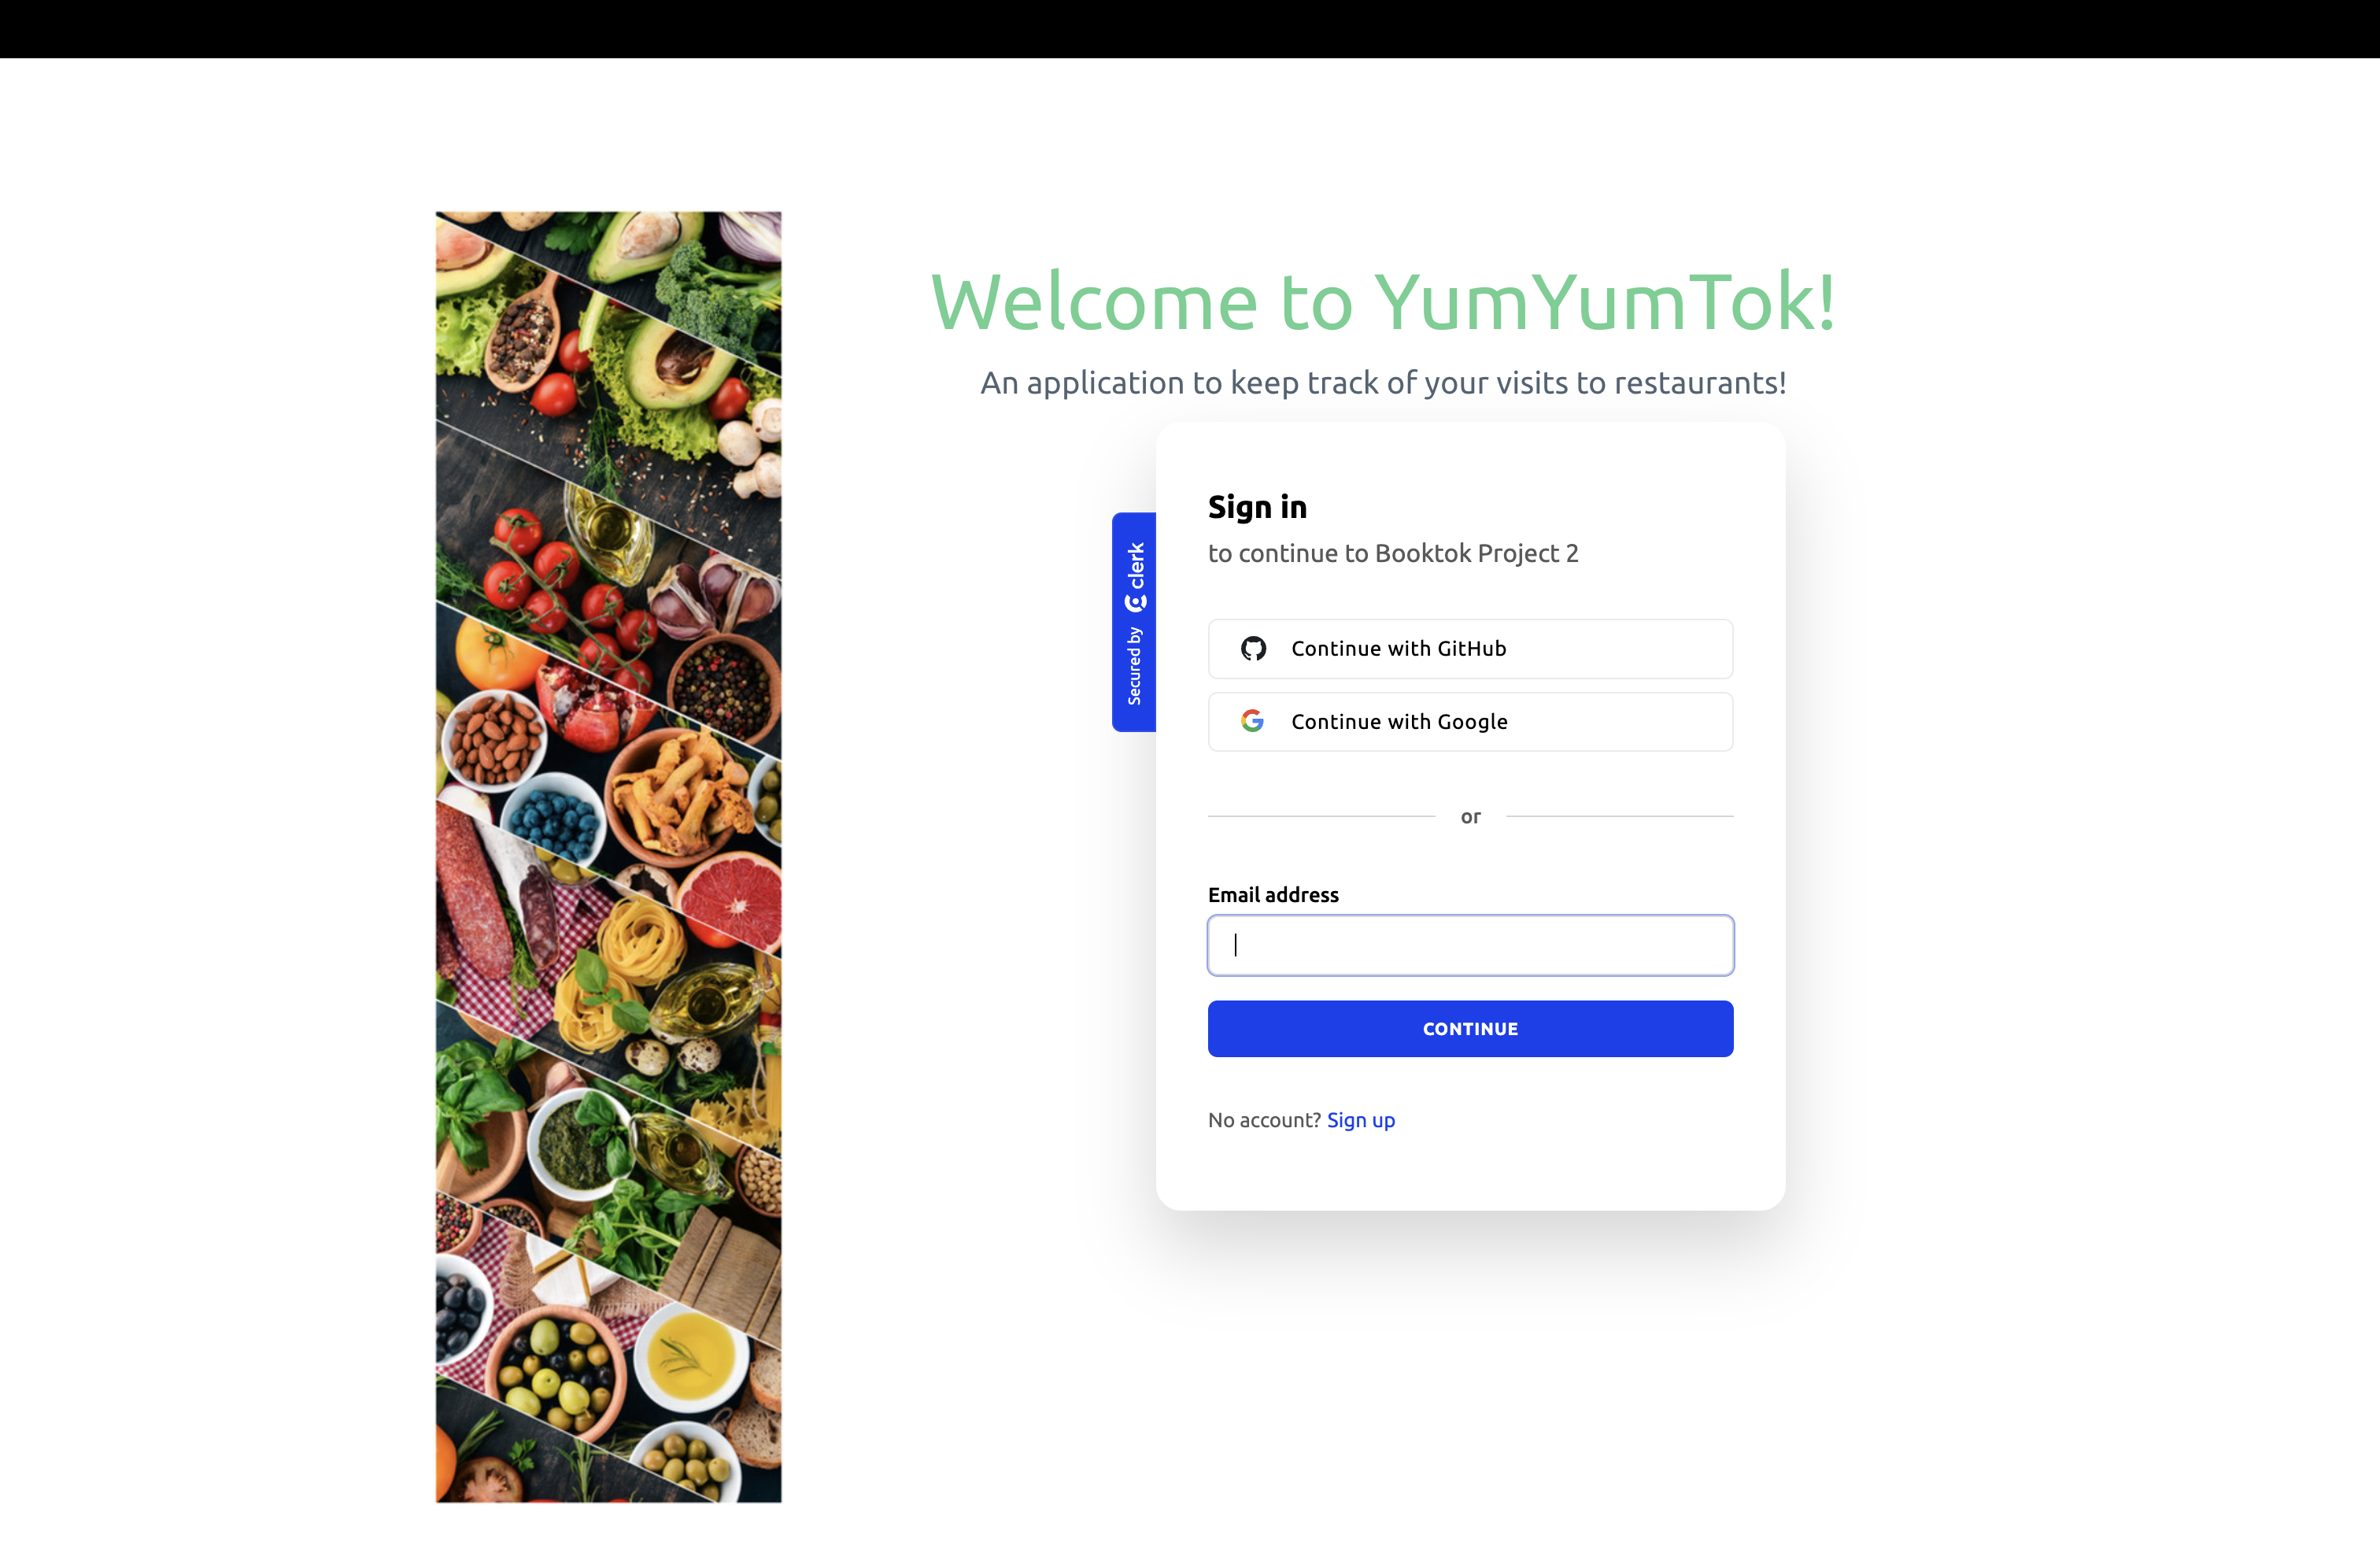 Welcome to YumYumTok!
An application to keep track of your visits to restaurants!
Sign in
to continue to Booktok Project 2
Secured by clerk
Continue with GitHub
Continue with Google
or
Email address
CONTINUE
No account? Sign up